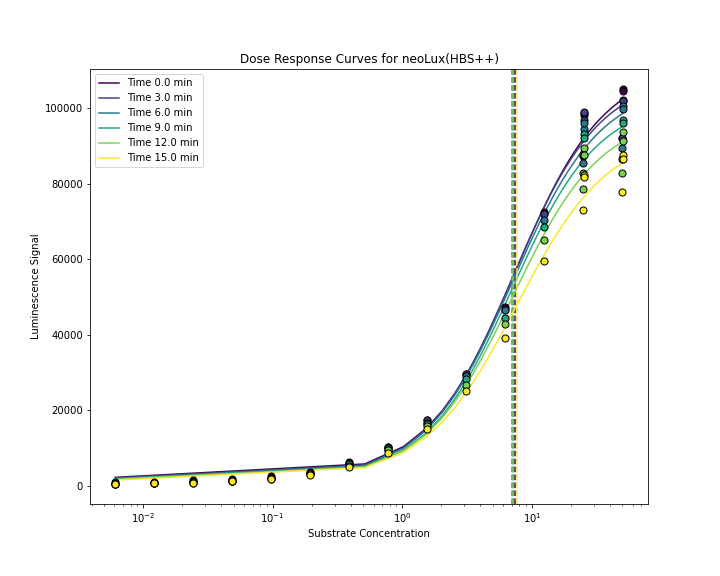 Dose Response Curves for neoLux(HBS++)
Time 0.0 min
Time 3.0 min
Time 6.0 min
Time 9.0 min
Time 12.0 min
Time 15.0 min
Luminescence Signal
100000
80000
60000
40000
20000
0
10⁻² 10⁻¹ 10⁰ 10¹
Substrate Concentration